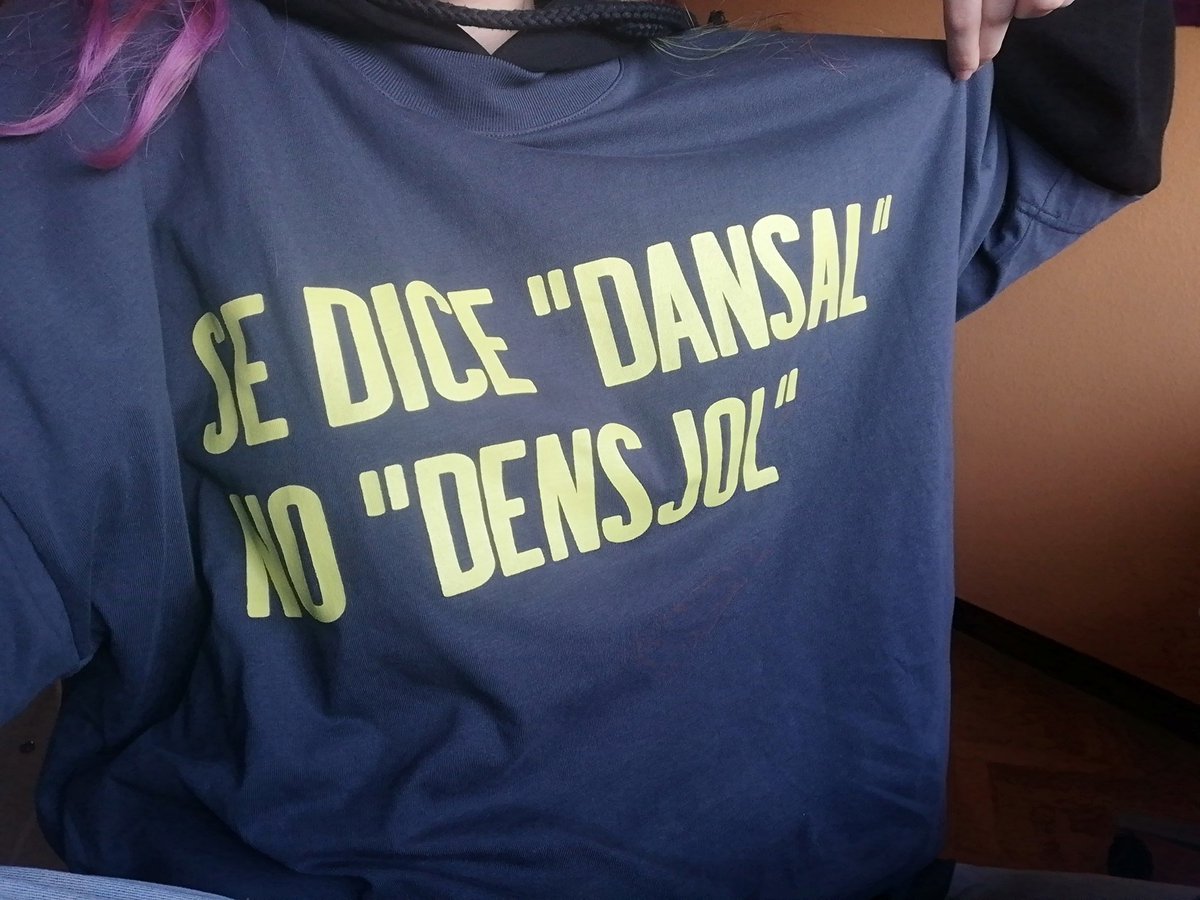 SE DICE "DANSAL"
NO "DENSJOL"